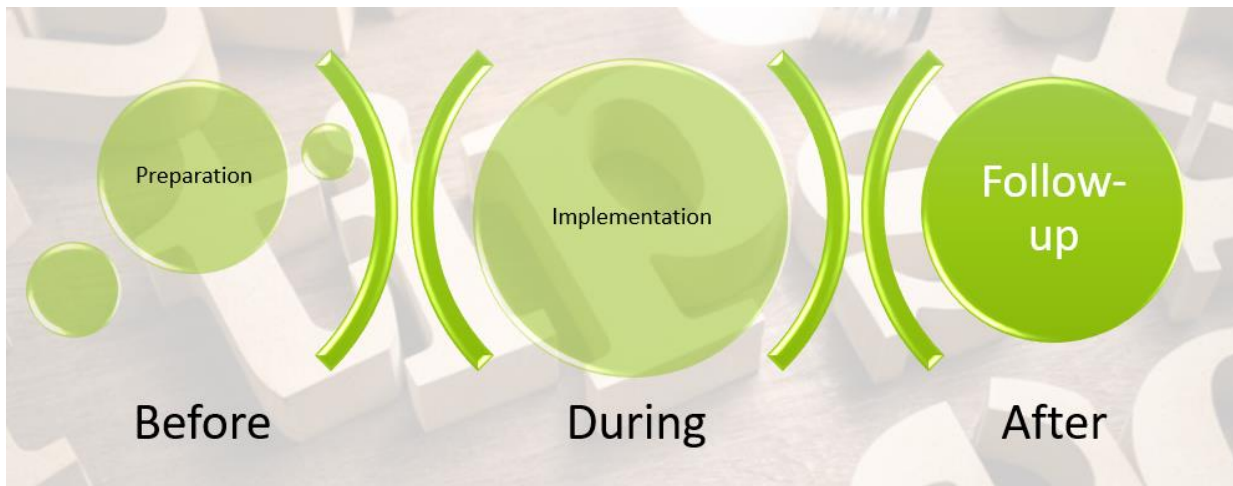 Preparation
Implementation
Follow-
up
Before
During
After